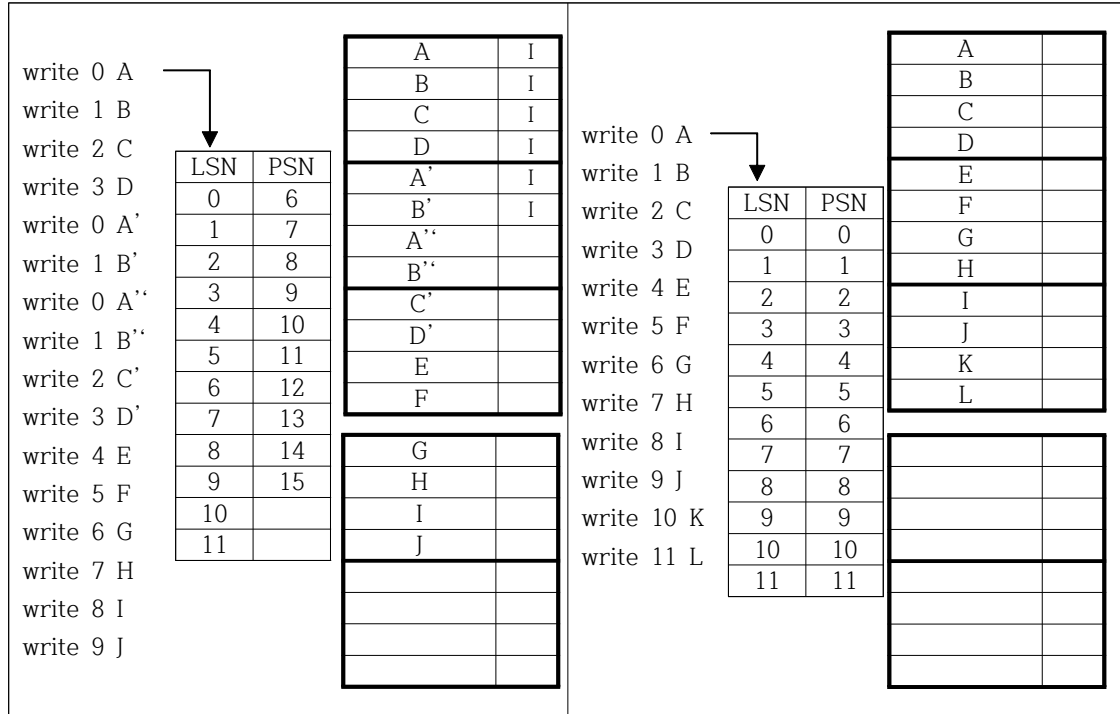 write 0 A
write 1 B
write 2 C
write 3 D
write 0 A'
write 1 B'
write 0 A’‘
write 1 B’‘
write 2 C'
write 3 D'
write 4 E
write 5 F
write 6 G
write 7 H
write 8 I
write 9 J
LSN PSN
0 6
1 7
2 8
3 9
4 10
5 11
6 12
7 13
8 14
9 15
10
11
A I
B I
C I
D I
A' I
B' I
A’‘
B’‘
C'
D'
E
F
G
H
I
J
write 0 A
write 1 B
write 2 C
write 3 D
write 4 E
write 5 F
write 6 G
write 7 H
write 8 I
write 9 J
write 10 K
write 11 L
LSN PSN
0 0
1 1
2 2
3 3
4 4
5 5
6 6
7 7
8 8
9 9
10 10
11 11
A
B
C
D
E
F
G
H
I
J
K
L